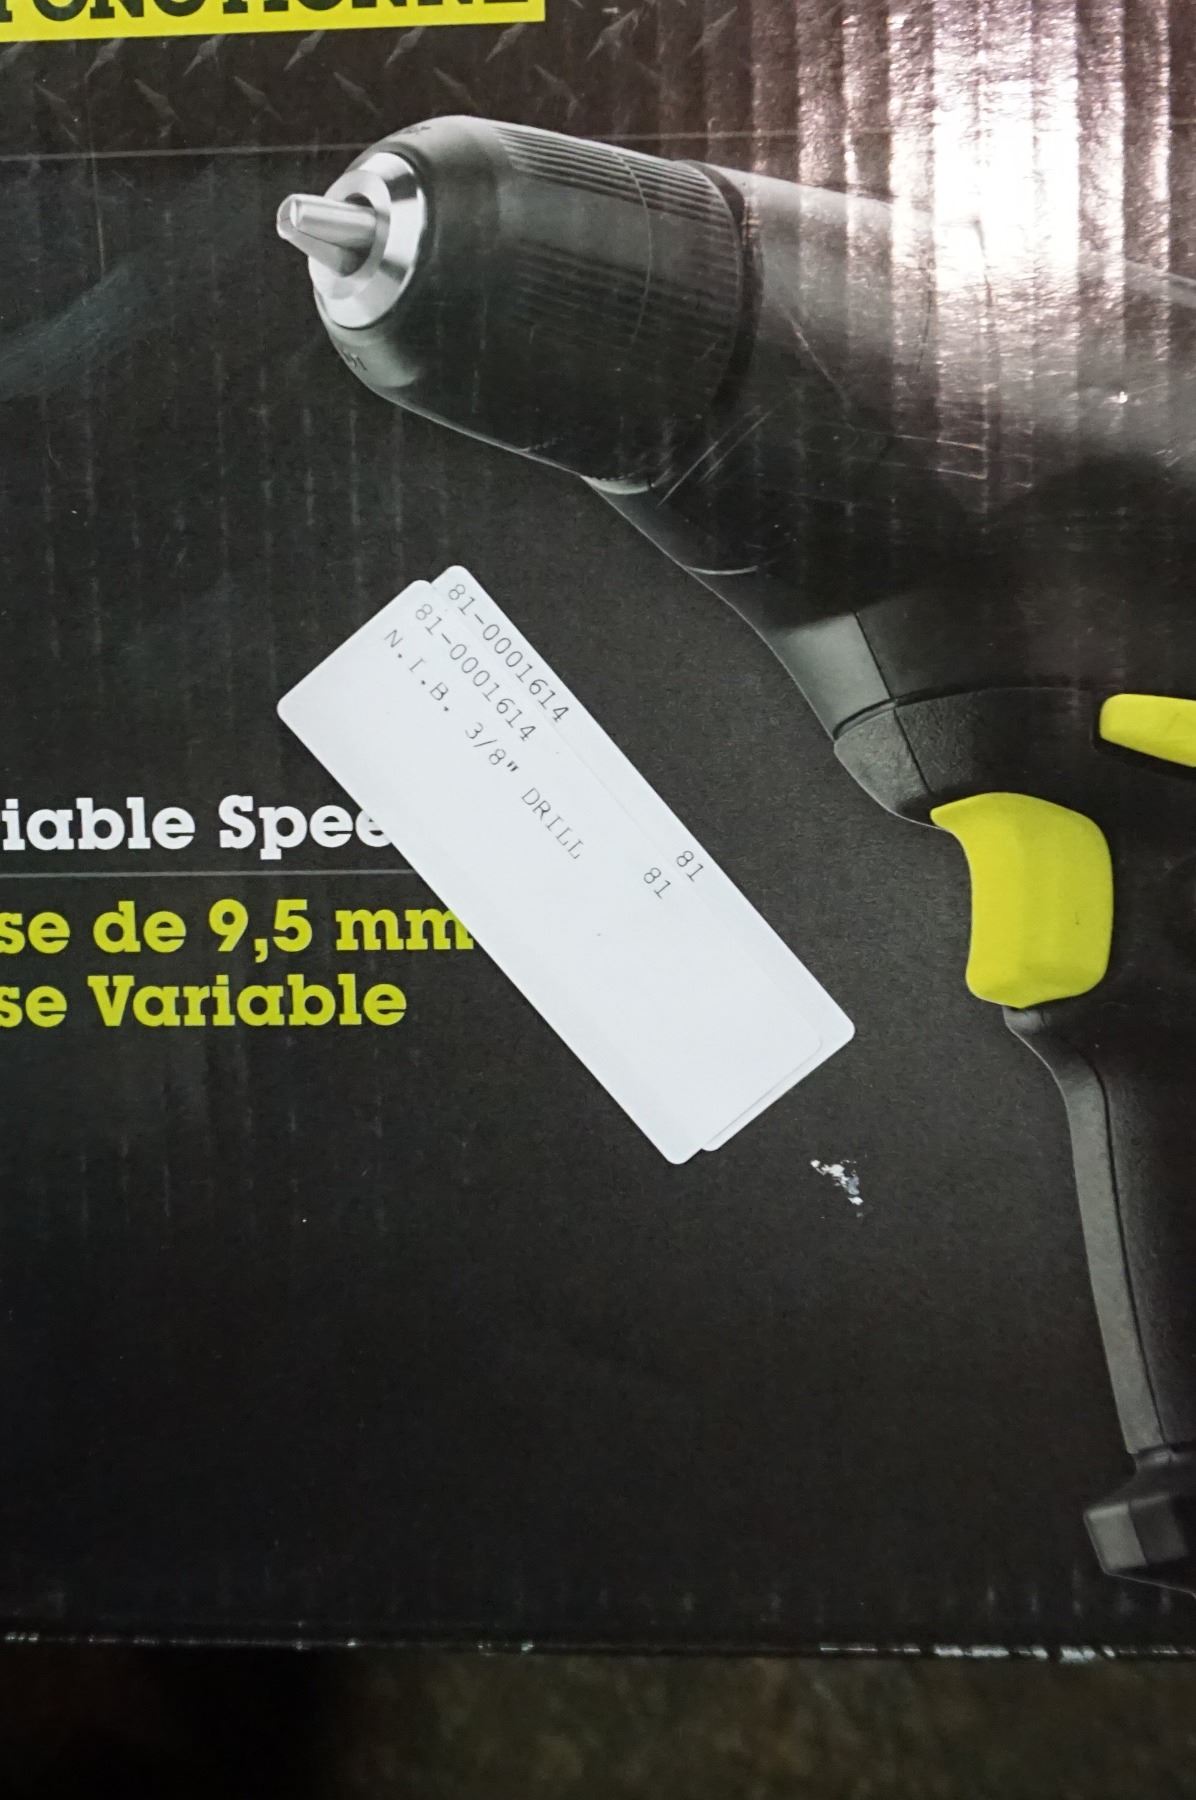 81-0001614 81
81-0001614 81
N.I.B. 3/8" DRILL
iable Spee
se de 9,5 mm
se Variable